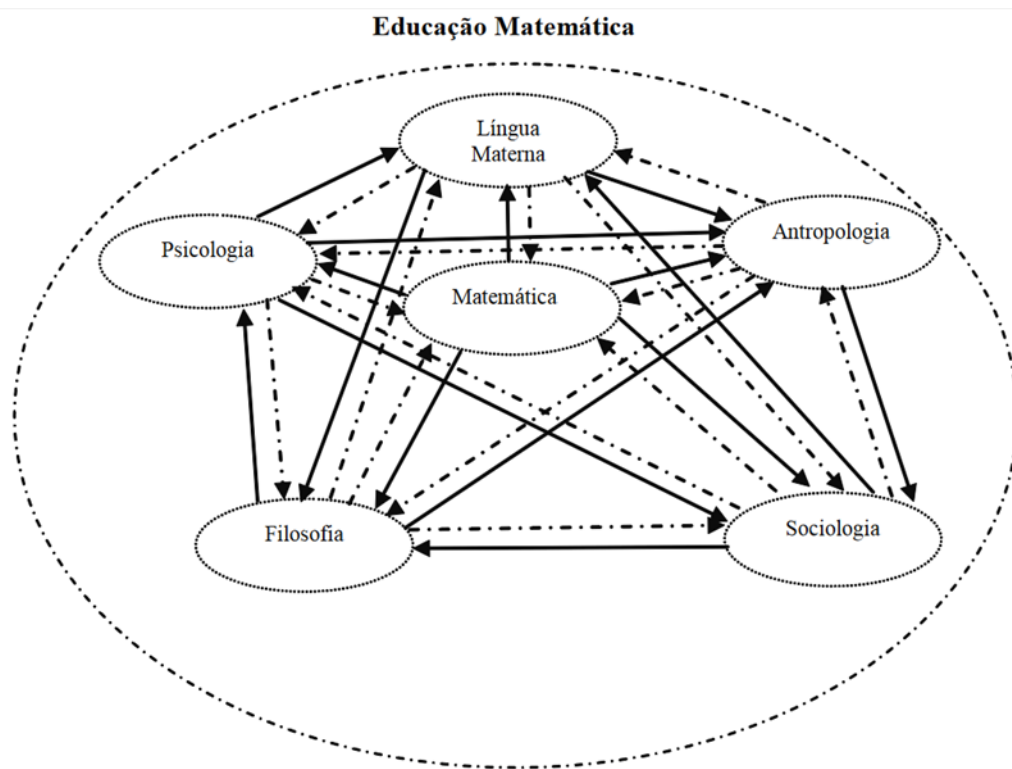 Educação Matemática
Língua
Materna
Antropologia
Psicologia
Matemática
Filosofia
Sociologia